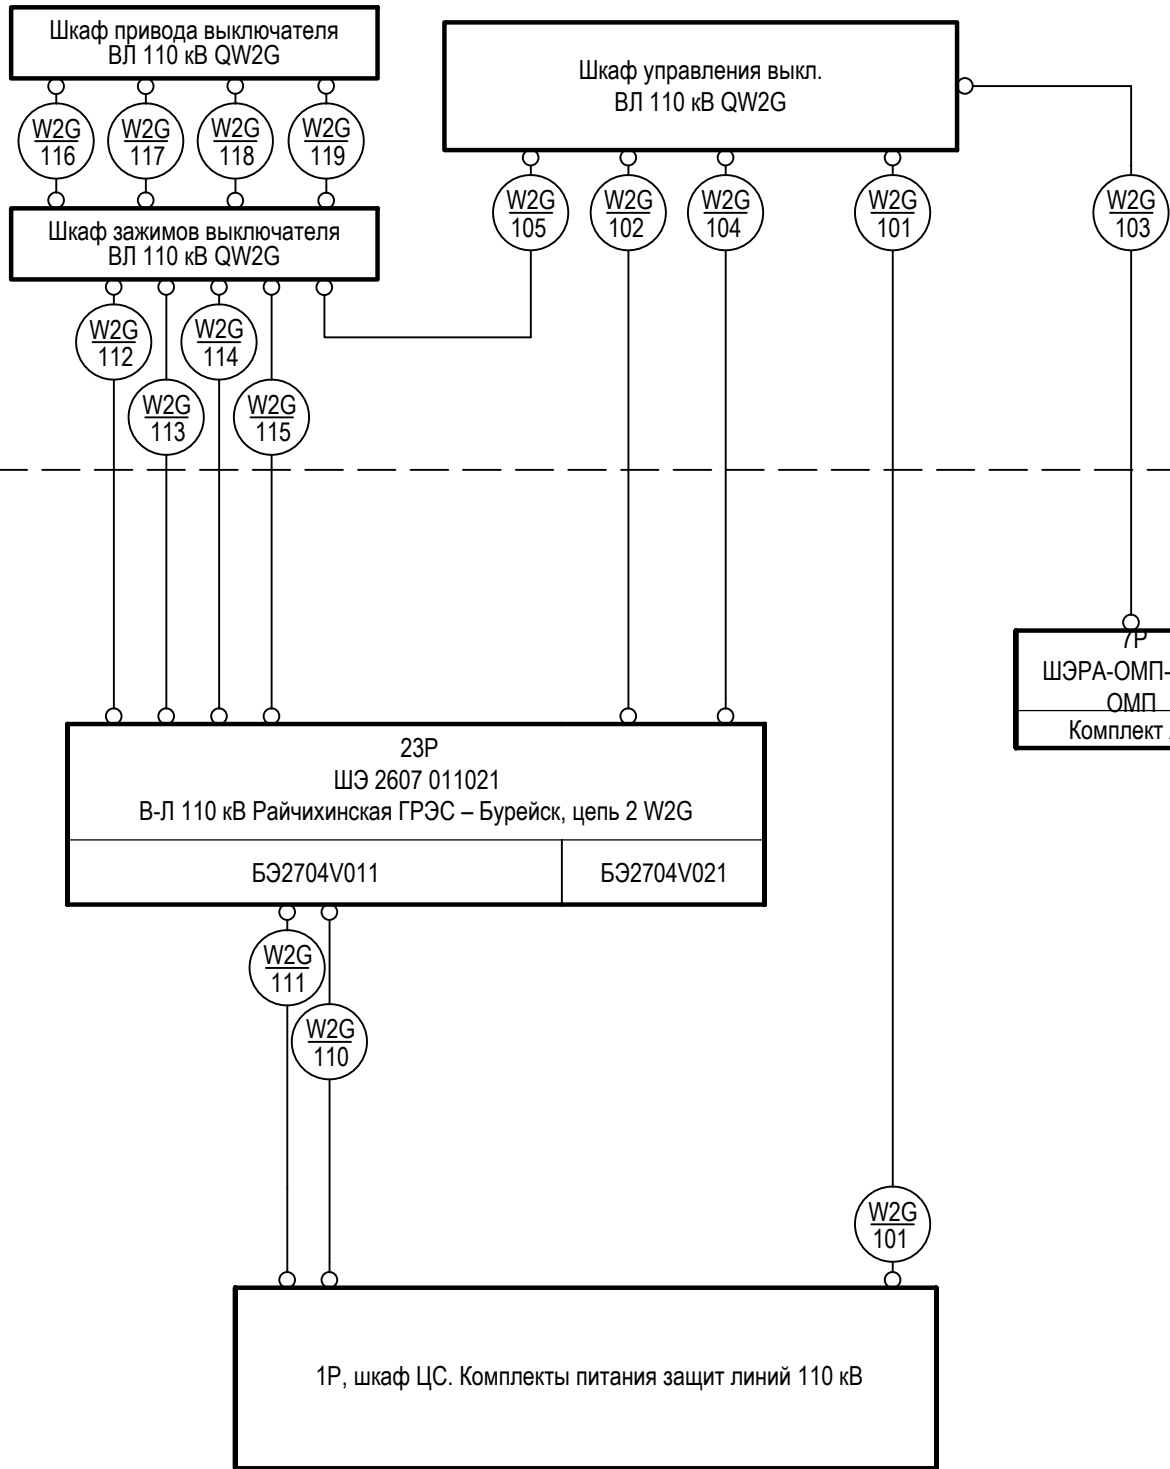 Шкаф привода выключателя
ВЛ 110 кВ QW2G
Шкаф управления выкл.
ВЛ 110 кВ QW2G
W2G
116
W2G
117
W2G
118
W2G
119
Шкаф зажимов выключателя
ВЛ 110 кВ QW2G
W2G
105
W2G
102
W2G
104
W2G
101
W2G
103
W2G
112
W2G
113
W2G
114
W2G
115
7Р
ШЭРА-ОМП-
ОМП
Комплект
23Р
ШЭ 2607 011021
В-Л 110 кВ Райчихинская ГРЭС – Бурейск, цепь 2 W2G
БЭ2704V011
БЭ2704V021
W2G
111
W2G
110
W2G
101
1Р, шкаф ЦС. Комплекты питания защит линий 110 кВ